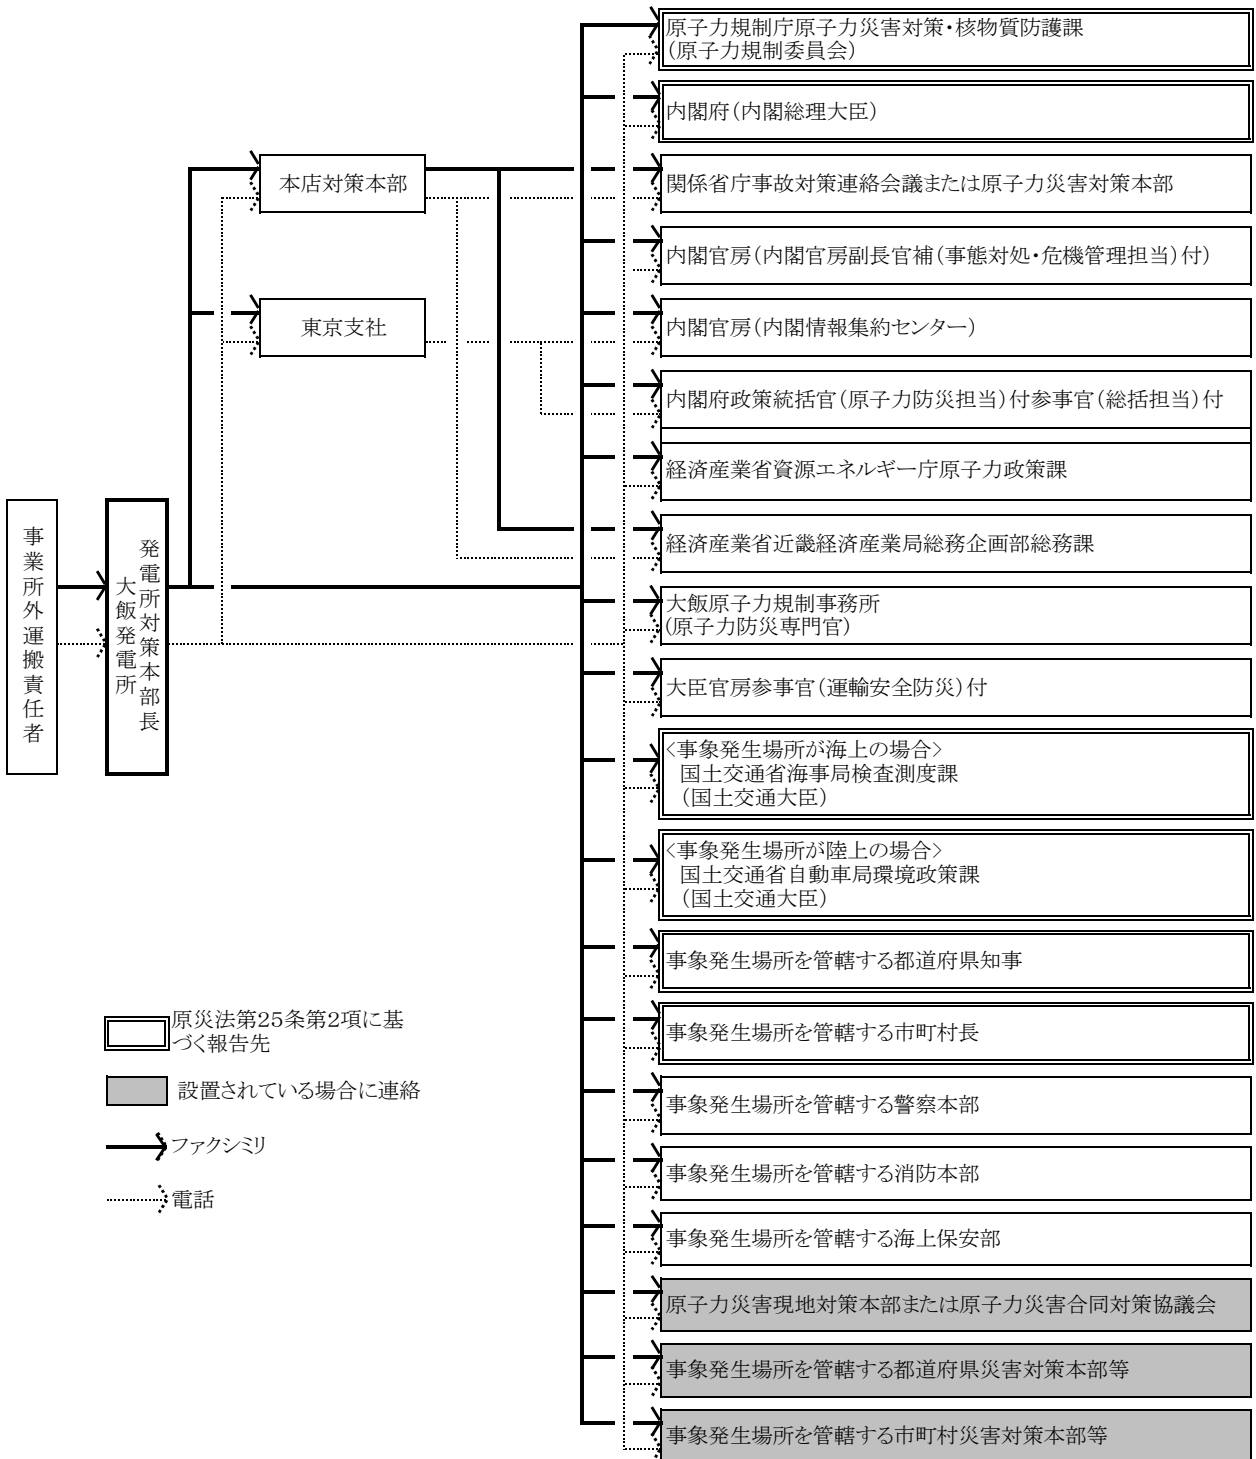 原子力規制庁原子力災害対策・核物質防護課
(原子力規制委員会)
内閣府(内閣総理大臣)
本店対策本部
関係省庁事故対策連絡会議または原子力災害対策本部
内閣官房(内閣官房副長官補(事態対処・危機管理担当)付)
東京支社
内閣官房(内閣情報集約センター)
内閣府政策統括官(原子力防災担当)付参事官(総括担当)付
経済産業省資源エネルギー庁原子力政策課
事業所外運搬責任者
発電所対策本部長
大飯発電所
経済産業省近畿経済産業局総務企画部総務課
大飯原子力規制事務所
(原子力防災専門官)
大臣官房参事官(運輸安全防災)付
<事象発生場所が海上の場合>
国土交通省海事局検査測度課
(国土交通大臣)
<事象発生場所が陸上の場合>
国土交通省自動車局環境政策課
(国土交通大臣)
事象発生場所を管轄する都道府県知事
事象発生場所を管轄する市町村長
事象発生場所を管轄する警察本部
事象発生場所を管轄する消防本部
事象発生場所を管轄する海上保安部
原子力災害現地対策本部または原子力災害合同対策協議会
事象発生場所を管轄する都道府県災害対策本部等
事象発生場所を管轄する市町村災害対策本部等
原災法第25条第2項に基
づく報告先
設置されている場合に連絡
ファクシミリ
電話